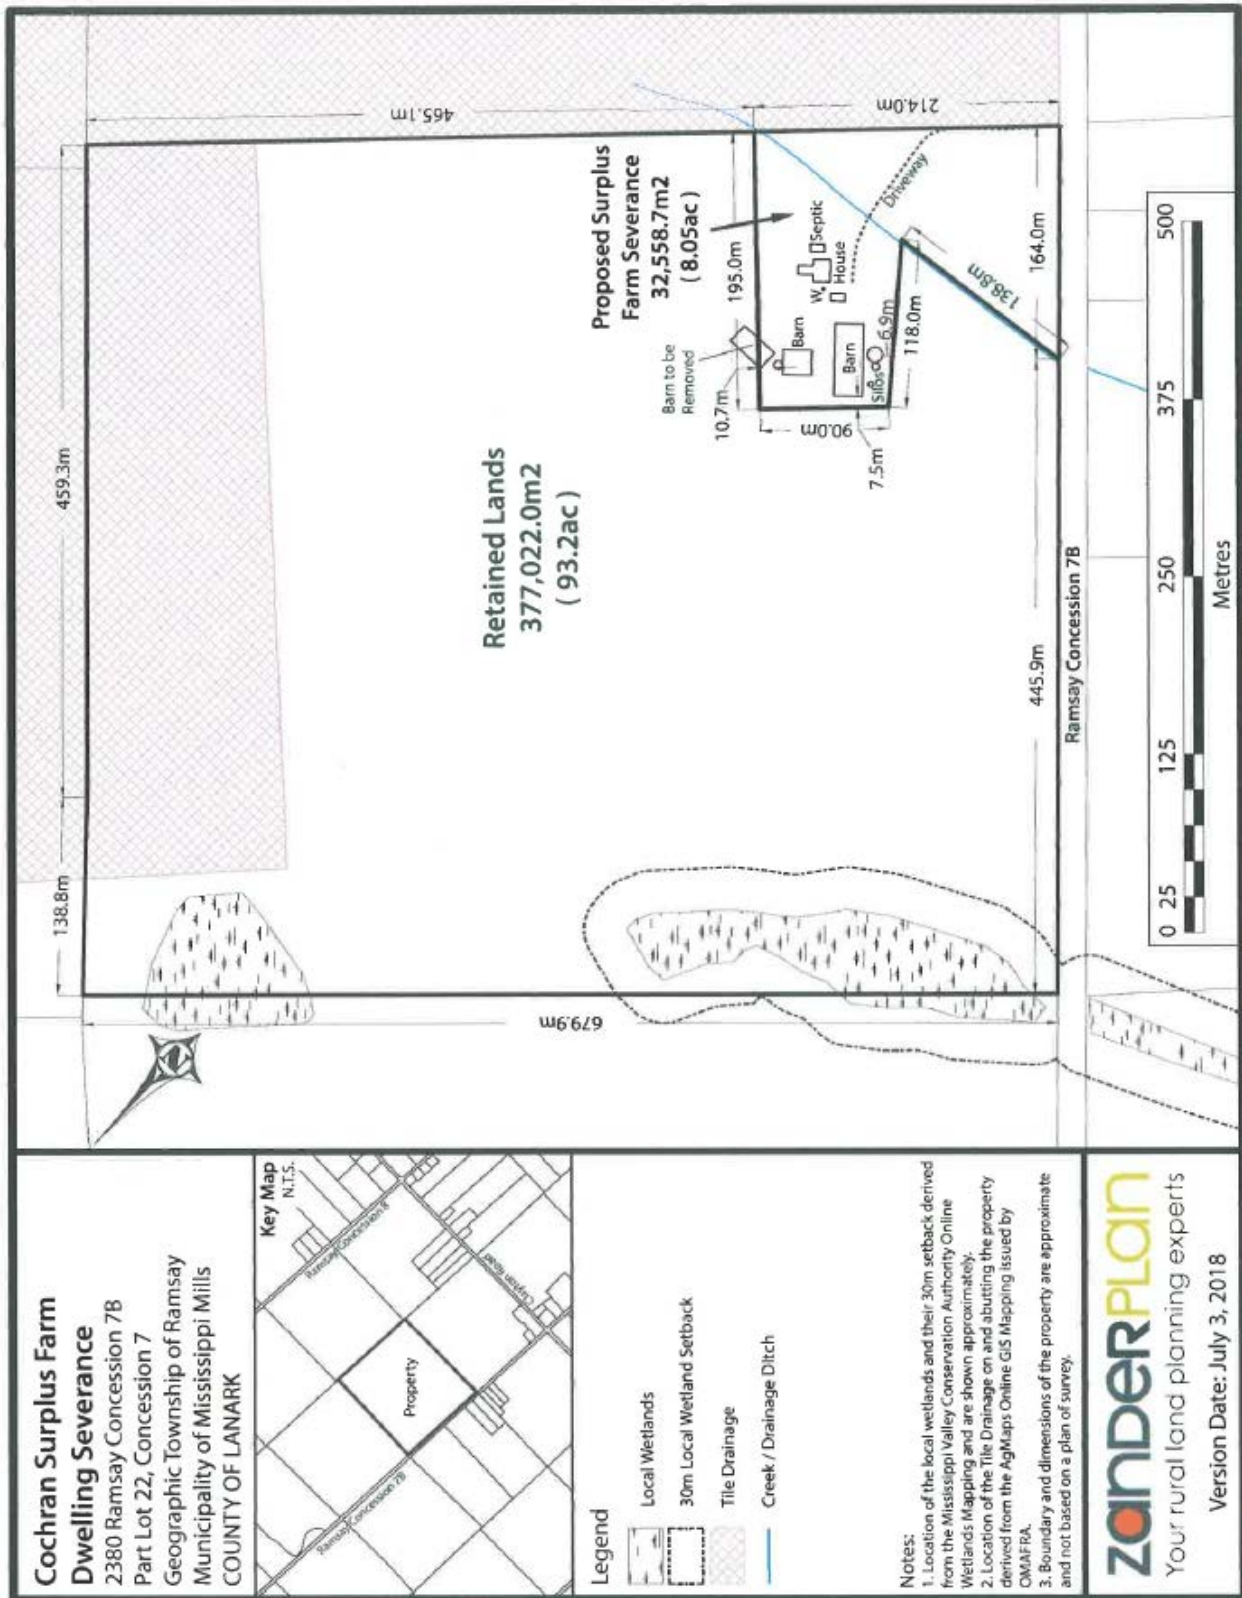 Cochran Surplus Farm
Dwelling Severance
2380 Ramsay Concession 7B
Part Lot 22, Concession 7
Geographic Township of Ramsay
Municipality of Mississippi Mills
COUNTY OF LANARK
Key Map
N.T.S.
Ramsay Concession 8
Clayton Road
Property
Ramsay Concession 7B
Legend
Local Wetlands
30m Local Wetland Setback
Tile Drainage
Creek / Drainage Ditch
Notes:
1. Location of the local wetlands and their 30m setback derived
from the Mississippi Valley Conservation Authority Online
Wetlands Mapping and are shown approximately.
2. Location of the Tile Drainage on and abutting the property
derived from the AgMaps Online GIS Mapping issued by
OMAFRA.
3. Boundary and dimensions of the property are approximate
and not based on a plan of survey.
ZanDerPLan
Your rural land planning experts
Version Date: July 3, 2018
138.8m
459.3m
N
679.9m
465.1m
Retained Lands
377,022.0m2
( 93.2ac )
Proposed Surplus
Farm Severance
32,558.7m2
( 8.05ac )
Barn to be
Removed
10.7m
195.0m
Barn
W
Septic
House
90.0m
Barn
Silos
6.9m
7.5m
118.0m
Driveway
214.0m
138.8m
445.9m
164.0m
Ramsay Concession 7B
0 25 125 250 375 500
Metres